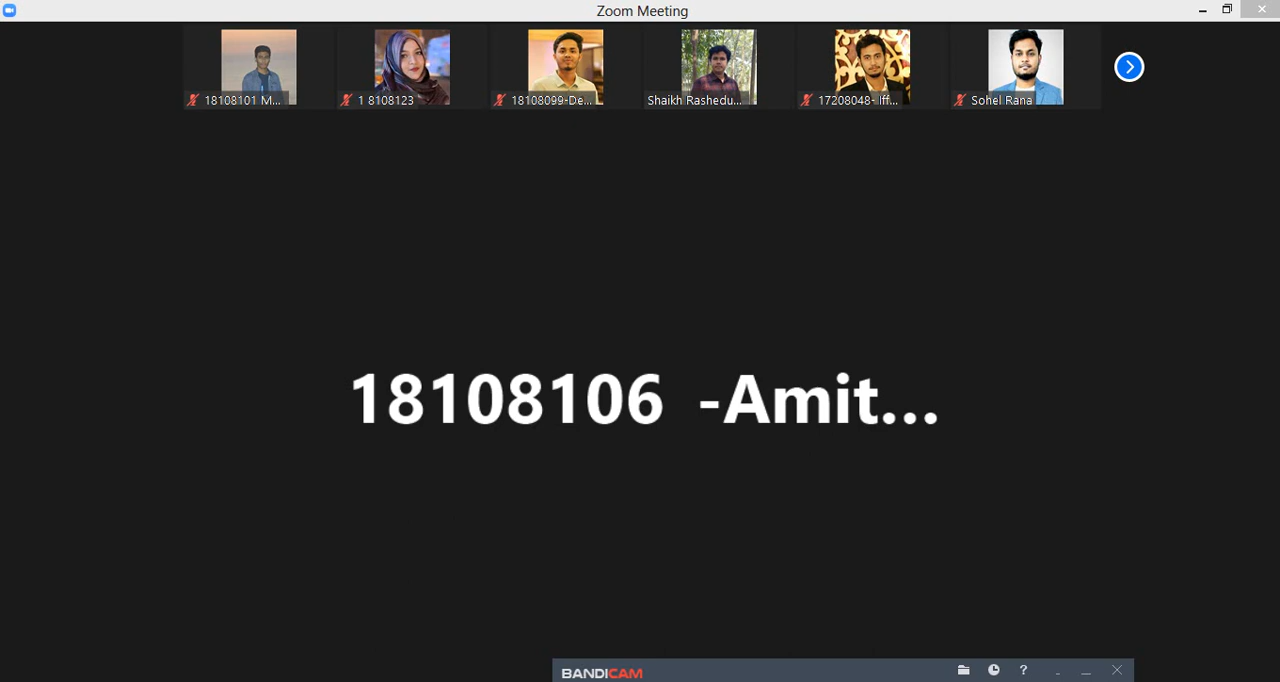 Zoom Meeting
18108101 M...
1 8108123
18108099-De...
Shaikh Rashedu...
17208048- Iff...
Sohel Rana
18108106 -Amit...
BANDICAM
?